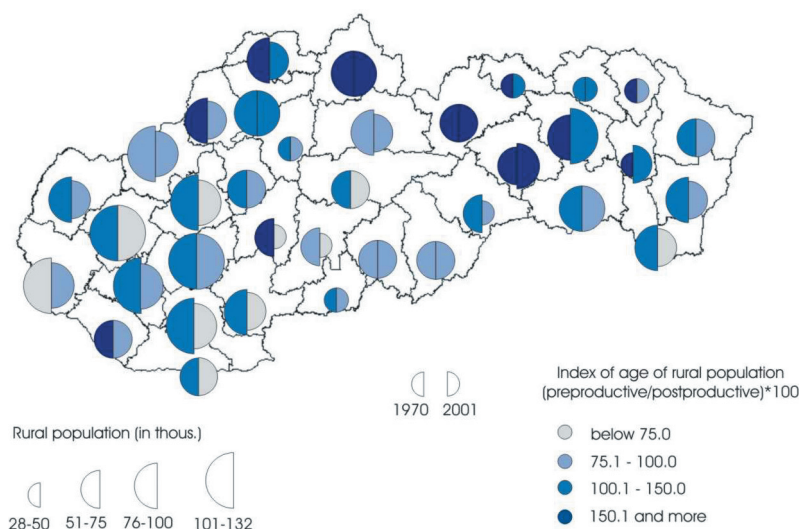 1970 2001
Index of age of rural population
(preproductive/postproductive)*100
below 75.0
75.1 - 100.0
100.1 - 150.0
150.1 and more
Rural population (in thous.)
28-50 51-75 76-100 101-132